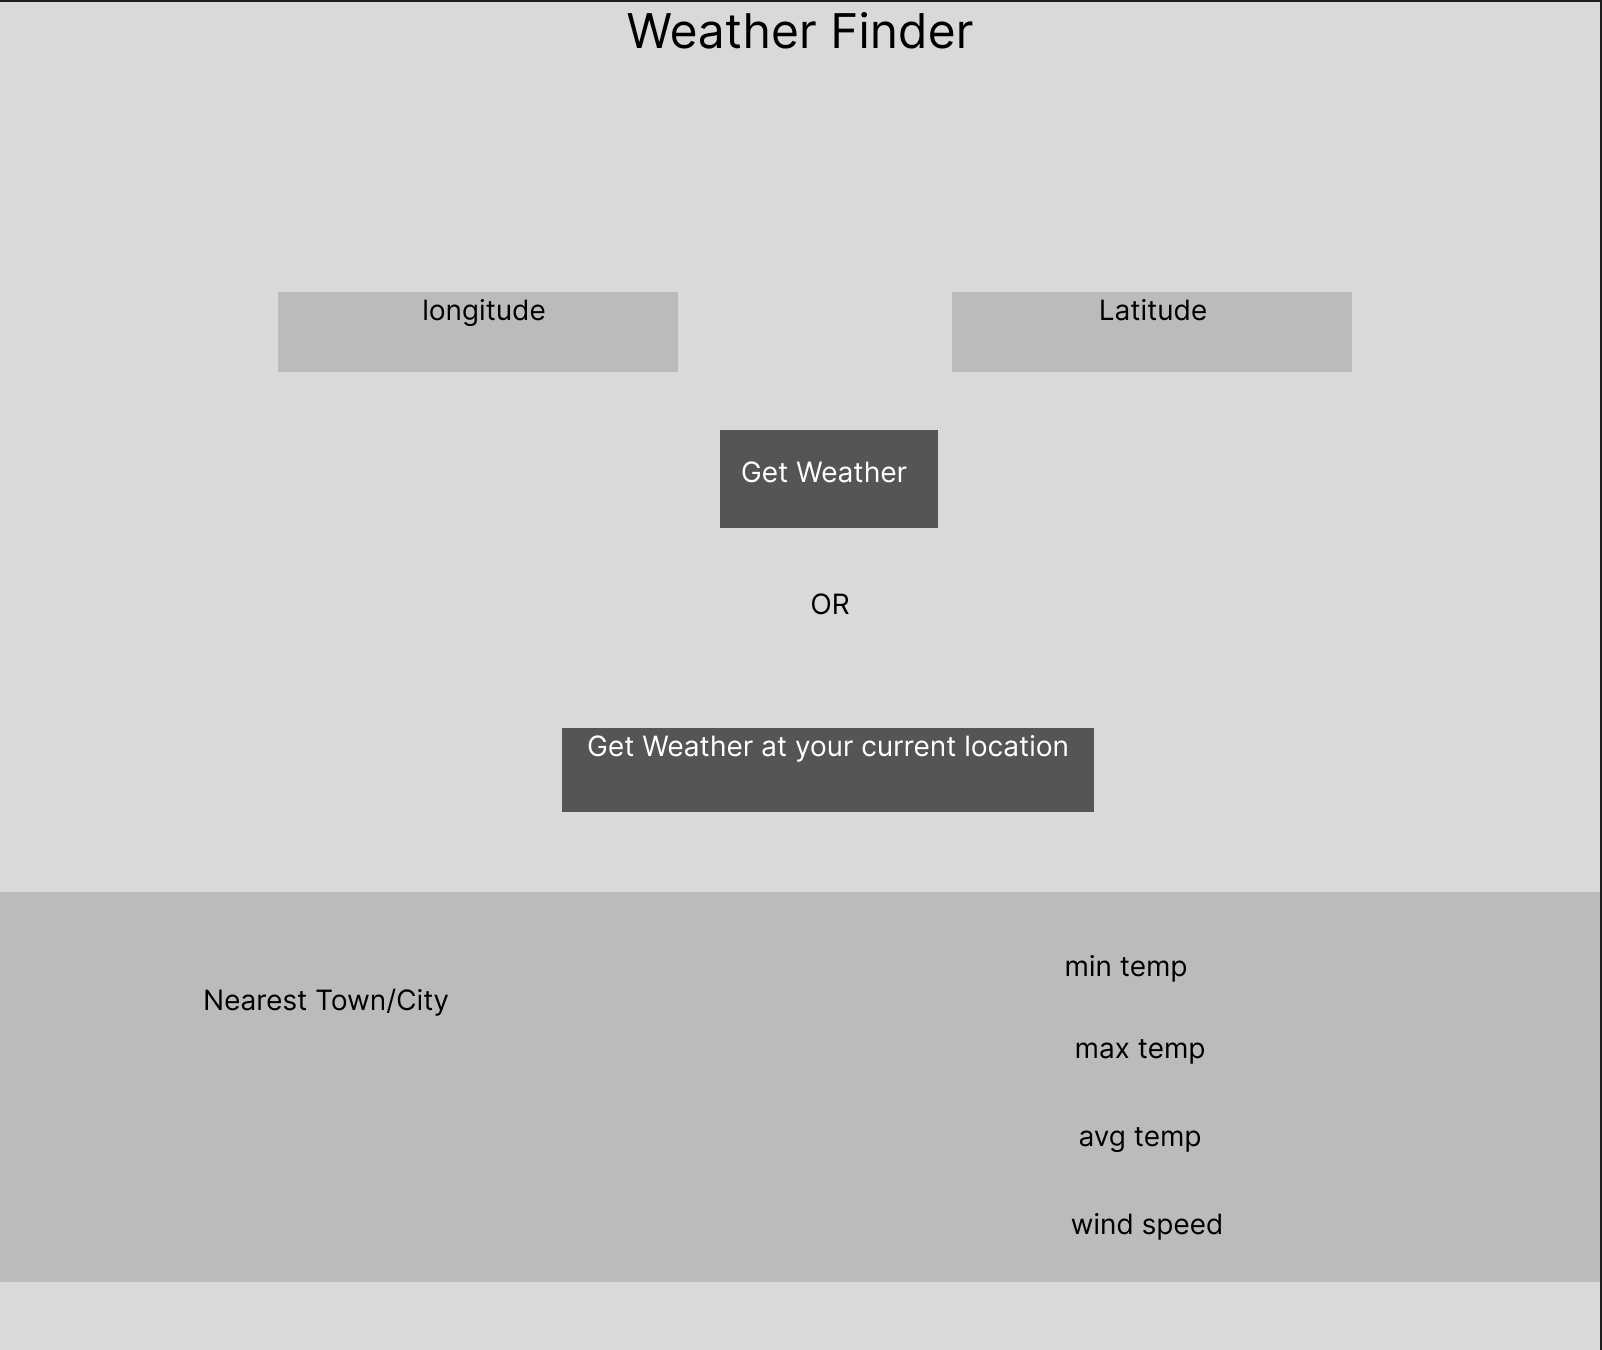 Weather Finder
longitude
Latitude
Get Weather
OR
Get Weather at your current location
Nearest Town/City
min temp
max temp
avg temp
wind speed